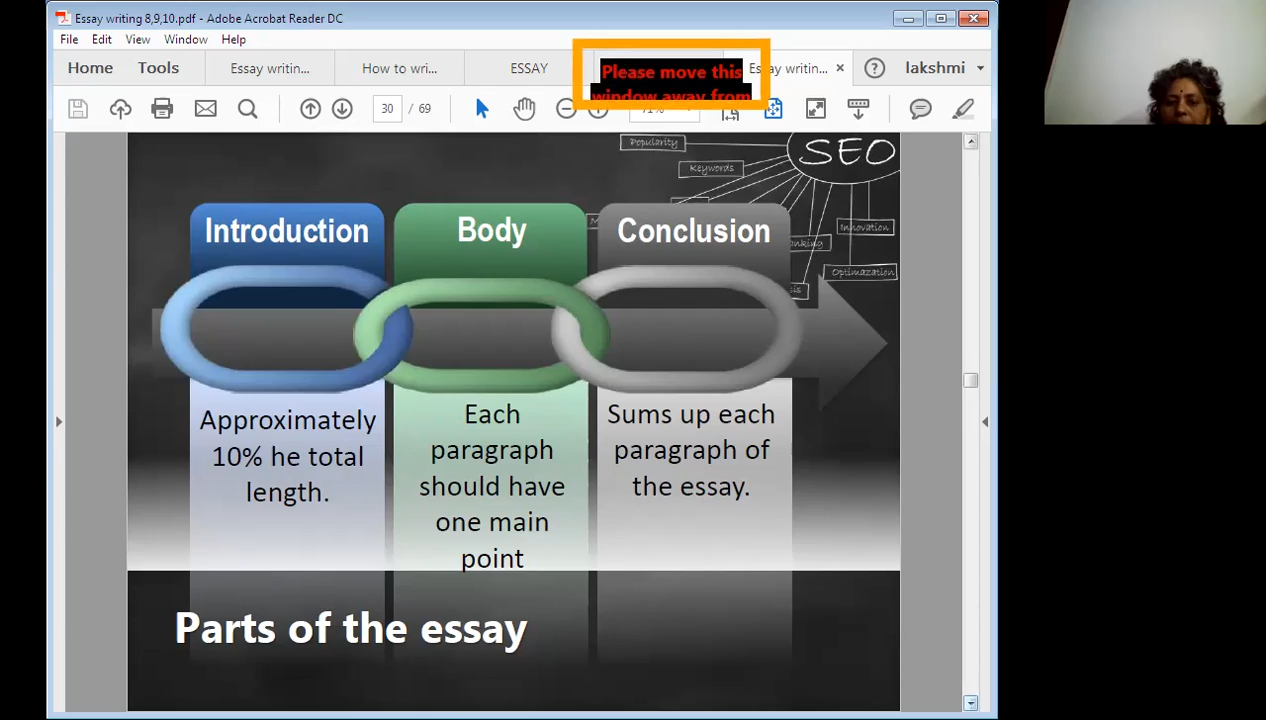 Essay writing 8,9,10.pdf - Adobe Acrobat Reader DC
File Edit View Window Help
Home Tools Essay writin... How to wri... ESSAY Essay writin... × lakshmi
Please move this
window away from
30 / 69
Popularity
SEO
Keywords
Innovation
Optimazation
Introduction Body Conclusion
Approximately
10% he total
length.
Each
paragraph
should have
one main
point
Sums up each
paragraph of
the essay.
Parts of the essay